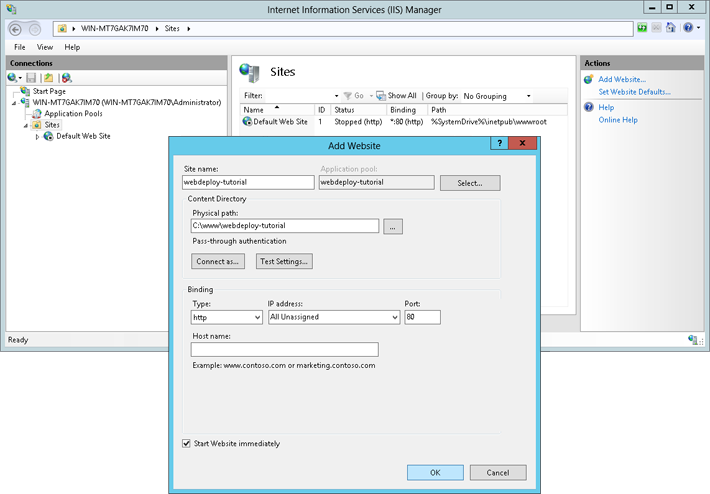 Internet Information Services (IIS) Manager
WIN-MT7GAK7IM70 Sites
File View Help
Connections
Start Page
WIN-MT7GAK7IM70 (WIN-MT7GAK7IM70\Administrator)
Application Pools
Sites
Default Web Site
Sites
Filter: Go Show All Group by: No Grouping
Name ID Status Binding Path
Default Web Site 1 Stopped (http) *:80 (http) %SystemDrive%\inetpub\wwwroot
Actions
Add Website...
Set Website Defaults...
Help
Online Help
Add Website
Site name: Application pool:
webdeploy-tutorial webdeploy-tutorial Select...
Content Directory
Physical path:
C:\www\webdeploy-tutorial ...
Pass-through authentication
Connect as... Test Settings...
Binding
Type: IP address: Port:
http All Unassigned 80
Host name:
Example: www.contoso.com or marketing.contoso.com
Start Website immediately
OK Cancel
Ready